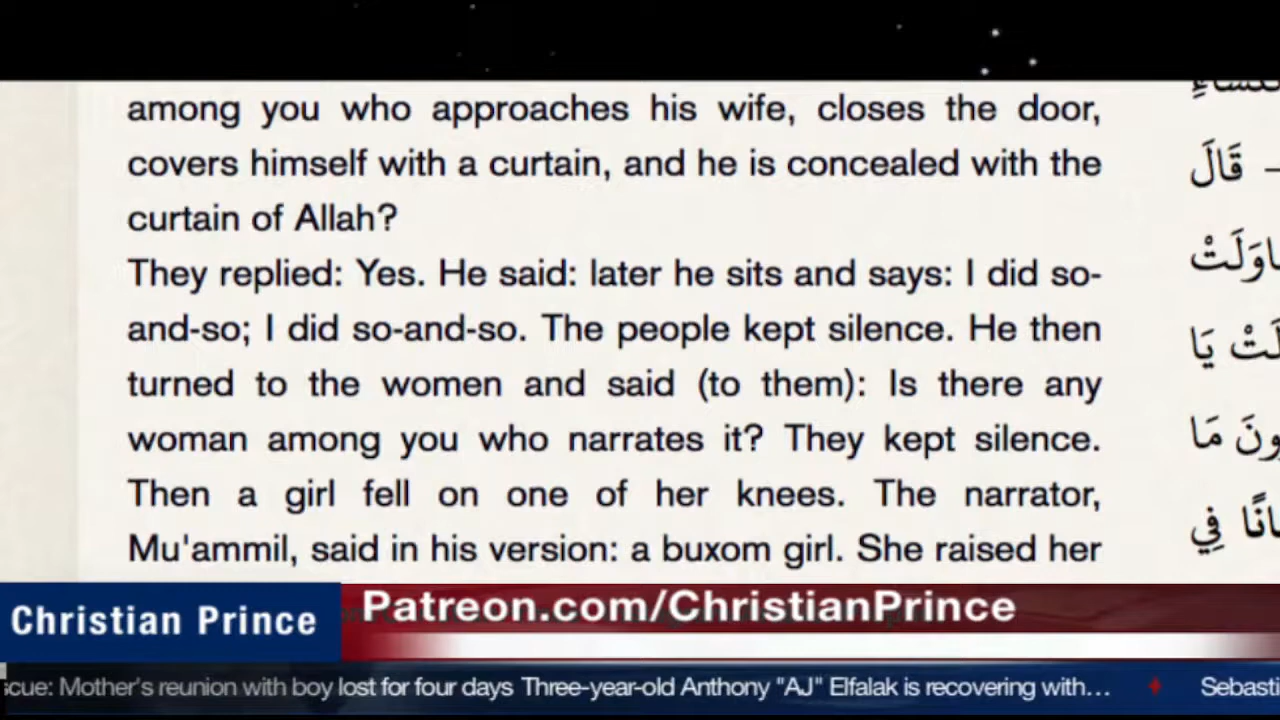 among you who approaches his wife, closes the door,
covers himself with a curtain, and he is concealed with the
curtain of Allah?
They replied: Yes. He said: later he sits and says: I did so-
and-so; I did so-and-so. The people kept silence. He then
turned to the women and said (to them): Is there any
woman among you who narrates it? They kept silence.
Then a girl fell on one of her knees. The narrator,
Mu'ammil, said in his version: a buxom girl. She raised her
– قَالَ
لَتْ يَا
مَا
فِي
Christian Prince
Patreon.com/ChristianPrince
scue: Mother's reunion with boy lost for four days Three-year-old Anthony "AJ" Elfalak is recovering with... Sebasti